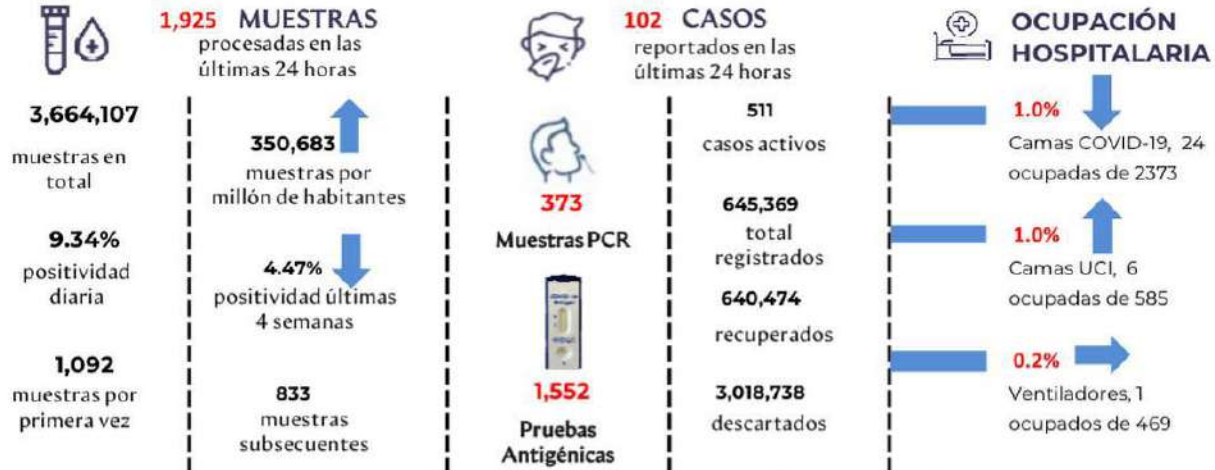 1,925 MUESTRAS
procesadas en las
últimas 24 horas
3,664,107
muestras en
total
9.34%
positividad
diaria
1,092
muestras por
primera vez
350,683
muestras por
millón de habitantes
4.47%
positividad últimas
4 semanas
833
muestras
subsecuentes
102 CASOS
reportados en las
últimas 24 horas
373
Muestras PCR
1,552
Pruebas
Antigénicas
511
casos activos
645,369
total
registrados
640,474
recuperados
3,018,738
descartados
OCUPACIÓN
HOSPITALARIA
1.0%
Camas COVID-19, 24
ocupadas de 2373
1.0%
Camas UCI, 6
ocupadas de 585
0.2%
Ventiladores, 1
ocupados de 469